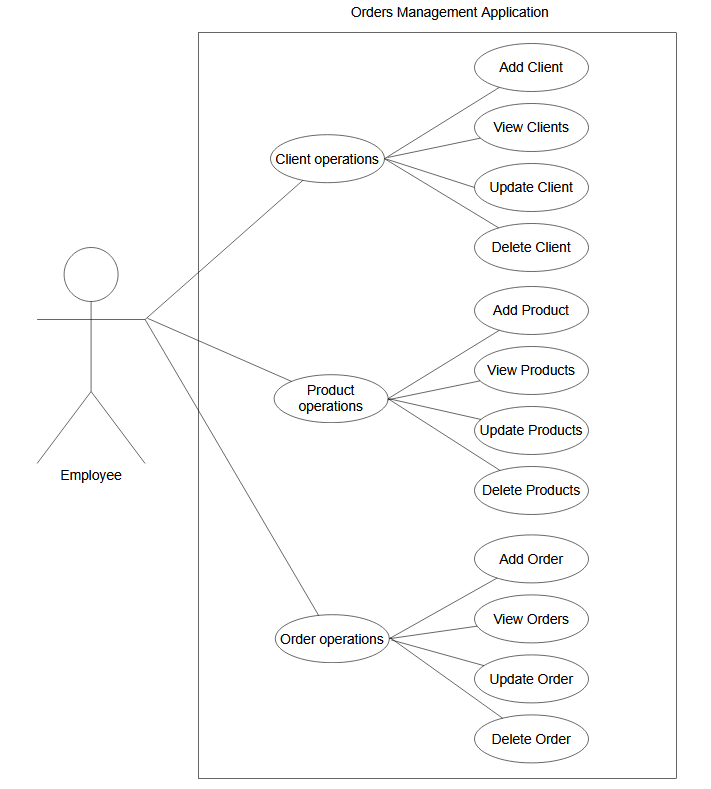 Orders Management Application
Add Client
View Clients
Client operations
Update Client
Delete Client
Add Product
View Products
Product
operations
Update Products
Employee
Delete Products
Add Order
View Orders
Order operations
Update Order
Delete Order